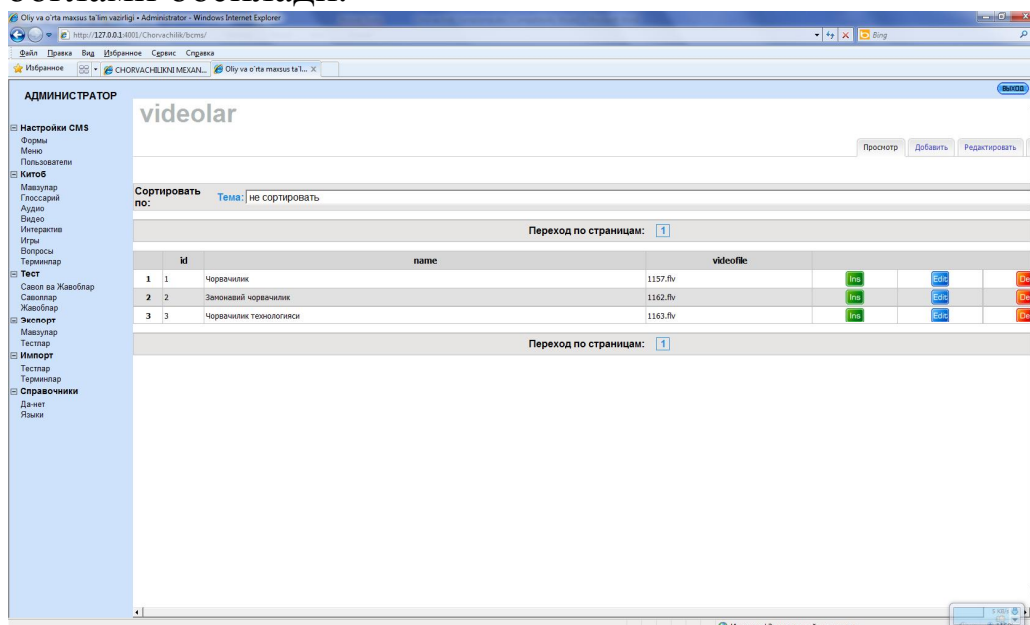 Oliy va o'rta maxsus ta'lim vazirligi • Administrator - Windows Internet Explorer
http://127.0.0.1:4001/Chorvachilik/bcms/
Bing
Файл Правка Вид Избранное Сервис Справка
Избранное CHORVACHILIKNI MEXAN... Oliy va o'rta maxsus ta'l...
АДМИНИСТРАТОР
выход
videolar
Просмотр Добавить Редактировать
Настройки CMS
Формы
Меню
Пользователи
Китоб
Мавзулар
Глоссарий
Аудио
Видео
Интерактив
Игры
Вопросы
Терминлар
Тест
Савол ва Жавоблар
Саволлар
Жавоблар
Экспорт
Мавзулар
Тестлар
Импорт
Тестлар
Терминлар
Справочники
Да-нет
Языки
Сортировать по: Тема: не сортировать
Переход по страницам: 1
id name videofile
1 1 Чорвачилик 1157.flv Ins Edit De
2 2 Замонавий чорвачилик 1162.flv Ins Edit De
3 3 Чорвачилик технологияси 1163.flv Ins Edit De
Переход по страницам: 1